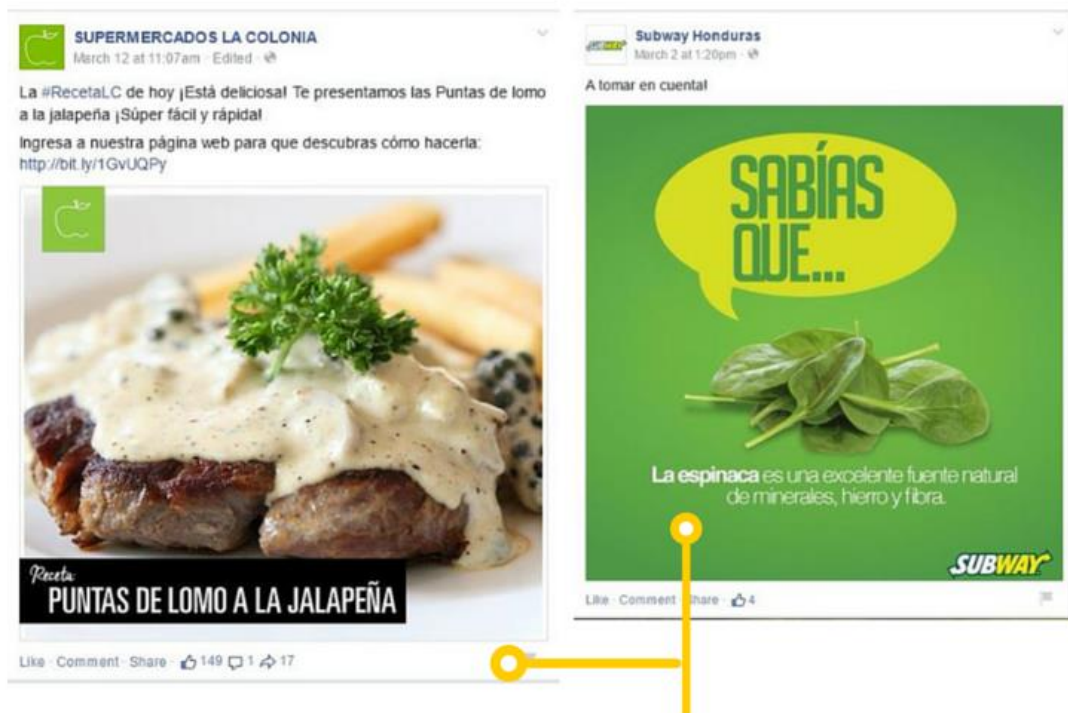 SUPERMERCADOS LA COLONIA
March 12 at 11:07am · Edited ·
La #RecetaLC de hoy ¡Está deliciosa! Te presentamos las Puntas de lomo
a la jalapeña ¡Súper fácil y rápida!
Ingresa a nuestra página web para que descubras cómo hacerla:
http://bit.ly/1GvUQPy
Receta:
PUNTAS DE LOMO A LA JALAPEÑA
Like · Comment · Share · 149 1 17
SUBWAY
Subway Honduras
March 2 at 1:20pm ·
A tomar en cuenta!
SABÍAS
QUE...
La espinaca es una excelente fuente natural
de minerales, hierro y fibra.
SUBWAY
Like · Comment · Share · 4